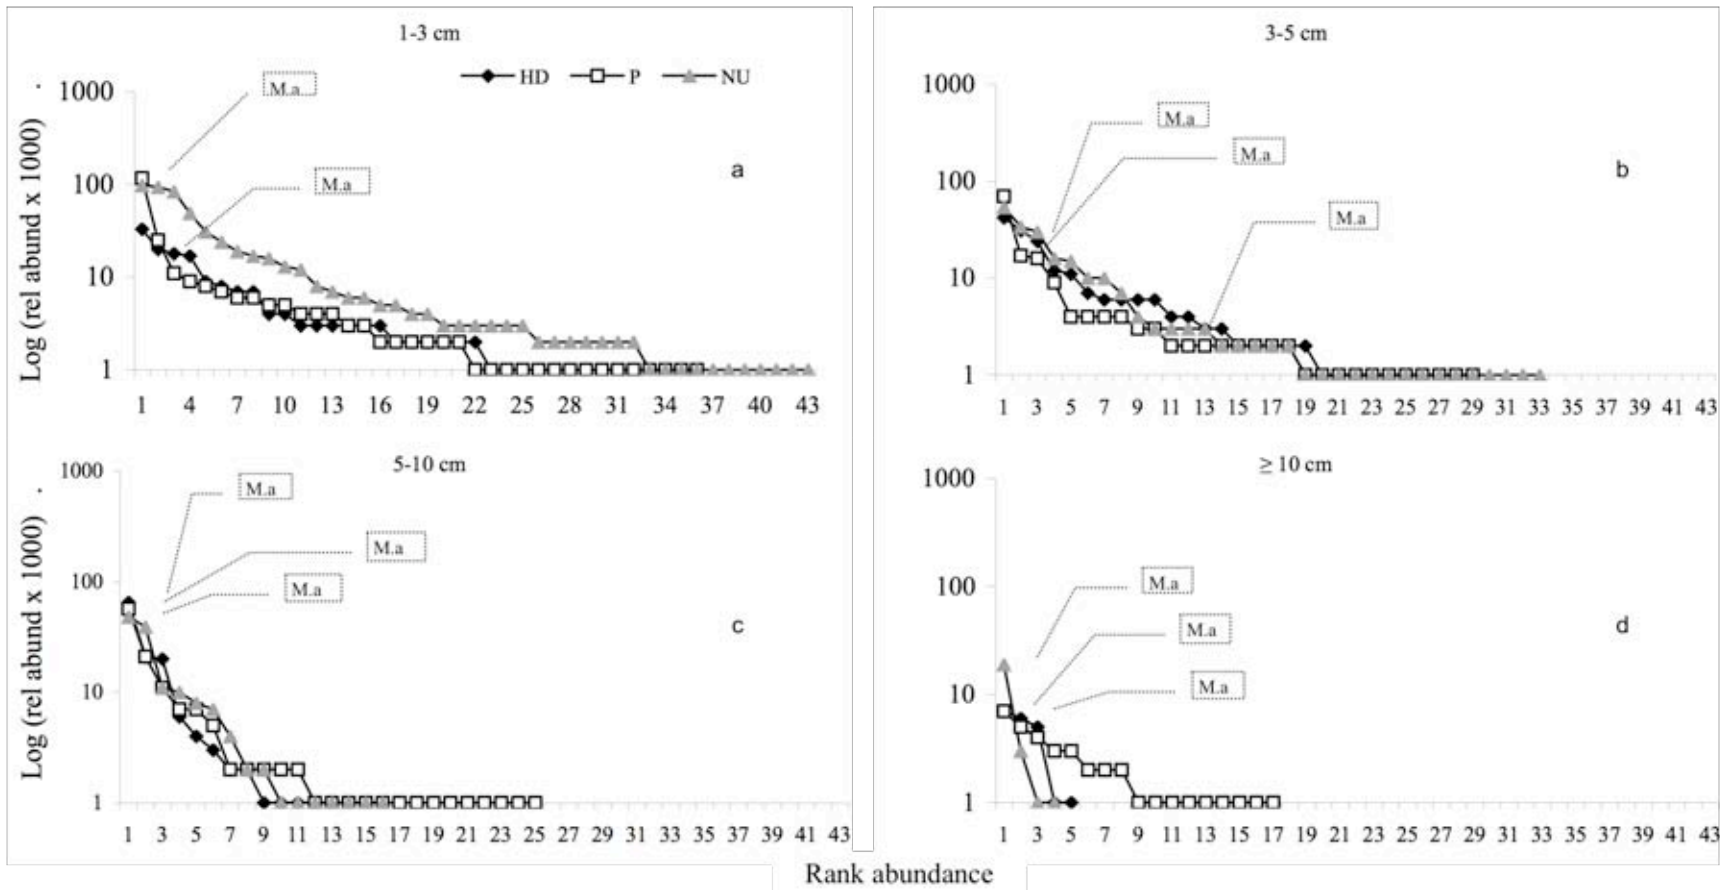 1-3 cm
HD P NU
Log (rel abund x 1000) .
1000
100
10
1
M.a
M.a
a
1 4 7 10 13 16 19 22 25 28 31 34 37 40 43
3-5 cm
1000
100
10
1
M.a
M.a
M.a
b
1 3 5 7 9 11 13 15 17 19 21 23 25 27 29 31 33 35 37 39 41 43
5-10 cm
Log (rel abund x 1000) .
1000
100
10
1
M.a
M.a
M.a
c
1 3 5 7 9 11 13 15 17 19 21 23 25 27 29 31 33 35 37 39 41 43
≥ 10 cm
1000
100
10
1
M.a
M.a
M.a
d
1 3 5 7 9 11 13 15 17 19 21 23 25 27 29 31 33 35 37 39 41 43
Rank abundance